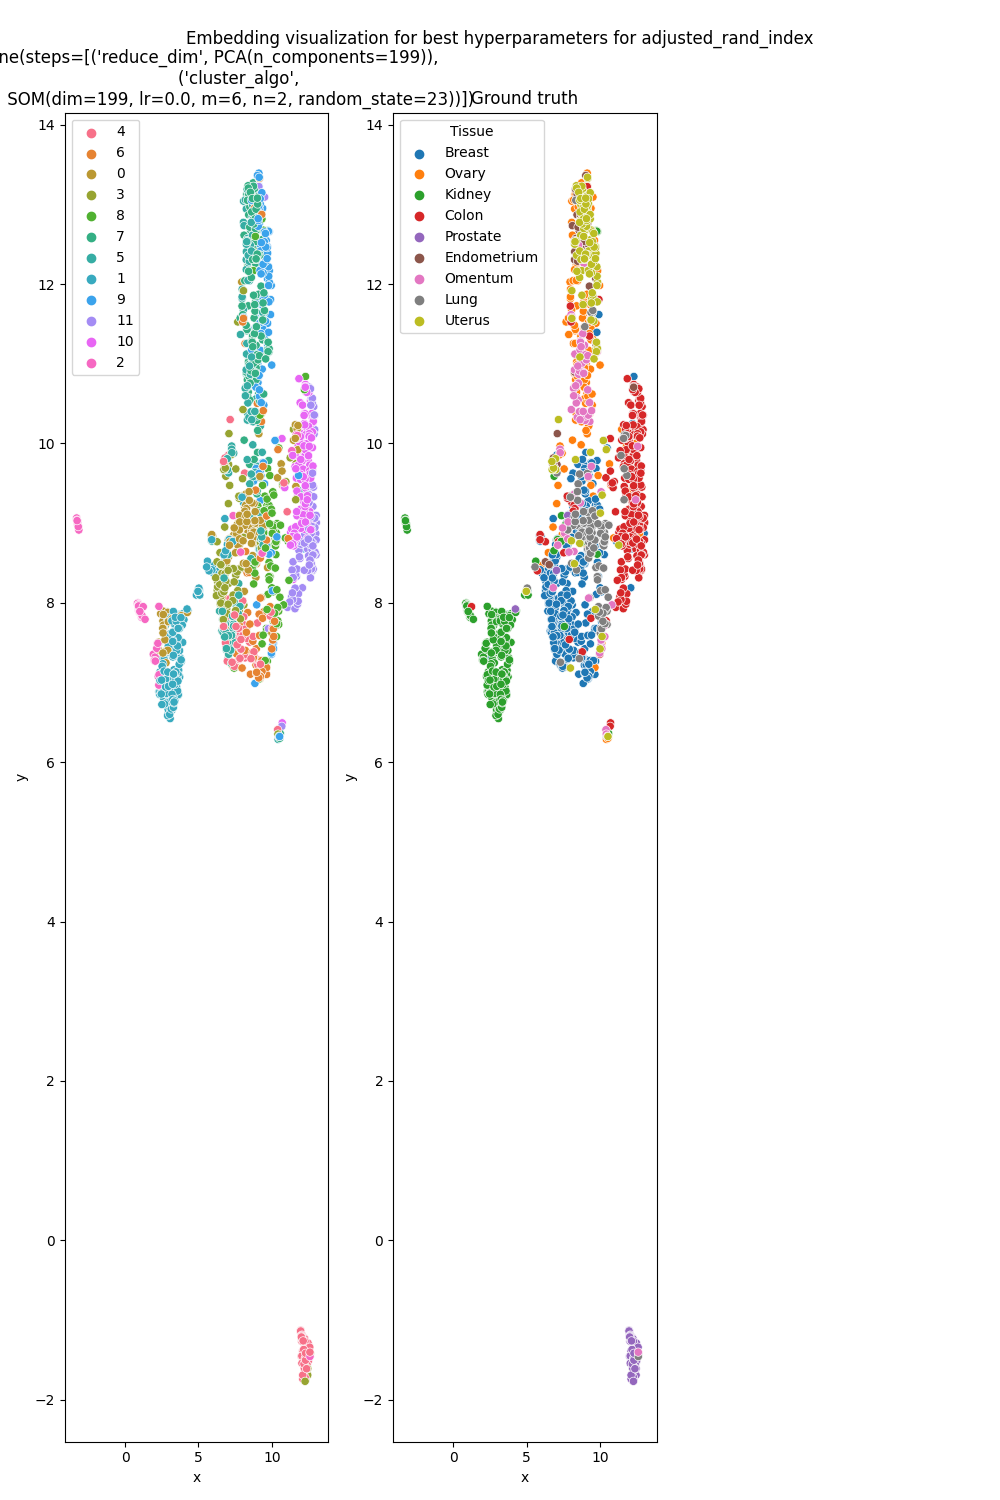 Embedding visualization for best hyperparameters for adjusted_rand_index
ne(steps=[('reduce_dim', PCA(n_components=199)),
('cluster_algo',
SOM(dim=199, lr=0.0, m=6, n=2, random_state=23))])
Ground truth
14
12
10
8
6
4
2
0
−2
y
0
5
10
x
4
6
0
3
8
7
5
1
9
11
10
2
14
12
10
8
6
4
2
0
−2
y
0
5
10
x
Tissue
Breast
Ovary
Kidney
Colon
Prostate
Endometrium
Omentum
Lung
Uterus